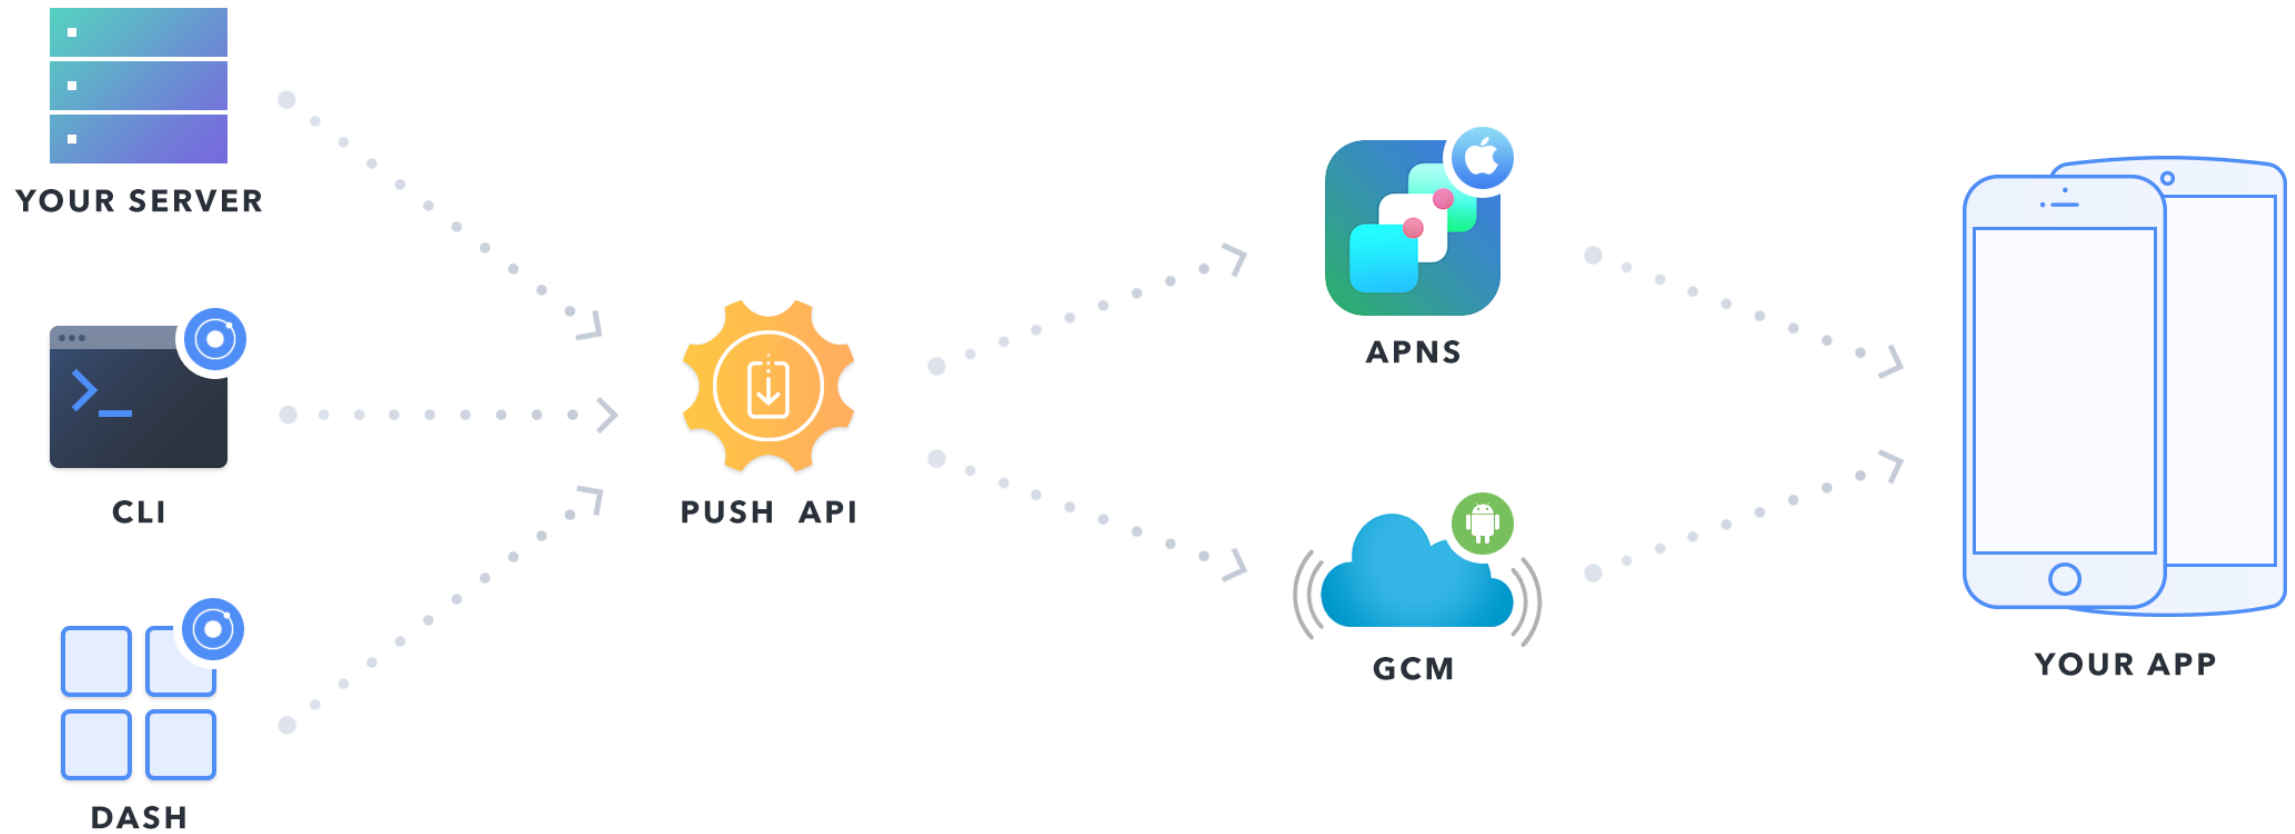 YOUR SERVER
CLI
DASH
PUSH API
APNS
GCM
YOUR APP